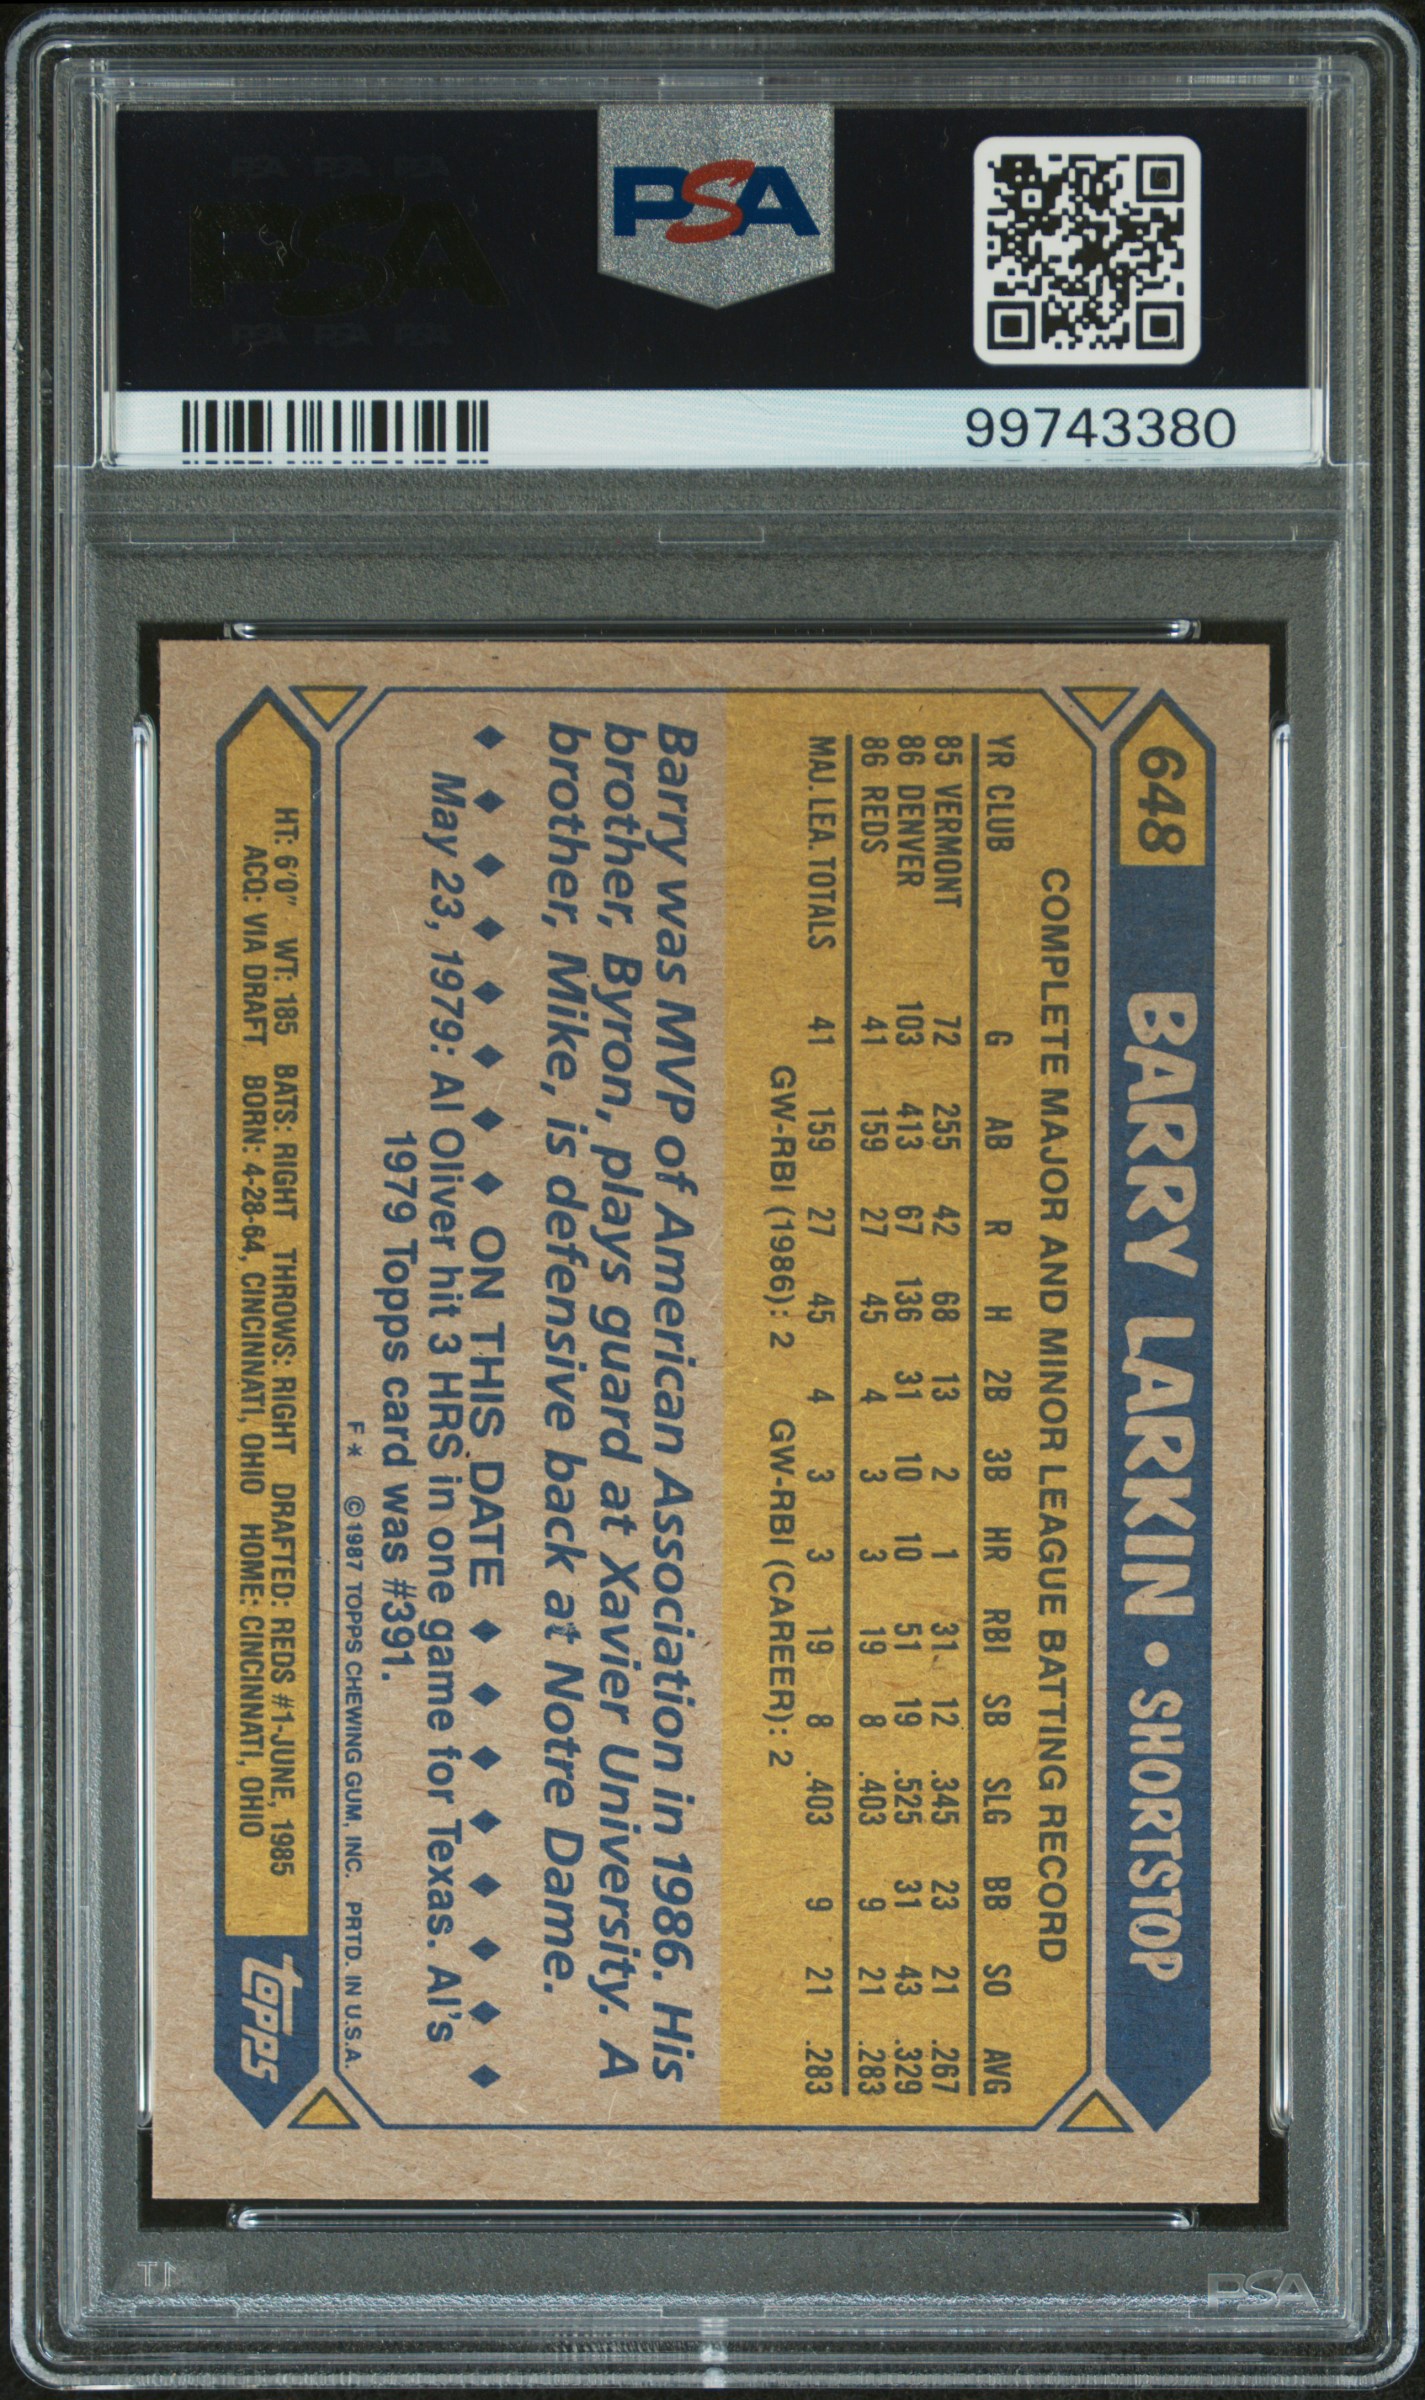 PSA
PSA PSA PSA
PSA
PSA PSA PSA
99743380
648 BARRY LARKIN • SHORTSTOP
COMPLETE MAJOR AND MINOR LEAGUE BATTING RECORD
YR CLUB G AB R H 2B 3B HR RBI SB SLG BB SO AVG
85 VERMONT 72 255 42 68 13 2 1 31 12 .345 23 21 .267
86 DENVER 103 413 67 136 31 10 10 51 19 .525 31 43 .329
86 REDS 41 159 27 45 4 3 3 19 8 .403 9 21 .283
MAJ. LEA. TOTALS 41 159 27 45 4 3 3 19 8 .403 9 21 .283
GW-RBI (1986): 2 GW-RBI (CAREER): 2
Barry was MVP of American Association in 1986. His
brother, Byron, plays guard at Xavier University. A
brother, Mike, is defensive back at Notre Dame.
◆ ◆ ◆ ◆ ◆ ◆ ◆ ◆ ON THIS DATE ◆ ◆ ◆ ◆ ◆ ◆ ◆ ◆
May 23, 1979: Al Oliver hit 3 HRS in one game for Texas. Al's
1979 Topps card was #391.
F* © 1987 TOPPS CHEWING GUM, INC. PRTD. IN U.S.A.
HT: 6'0" WT: 185 BATS: RIGHT THROWS: RIGHT DRAFTED: REDS #1-JUNE, 1985
ACQ: VIA DRAFT BORN: 4-28-64, CINCINNATI, OHIO HOME: CINCINNATI, OHIO
topps
PSA